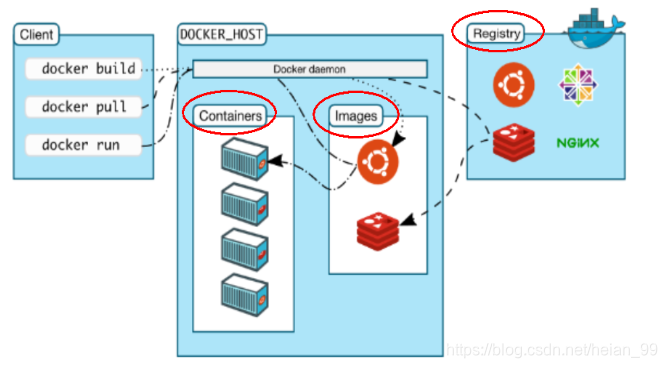 Client
docker build
docker pull
docker run
DOCKER_HOST
Docker daemon
Containers
Images
Registry
NGINX
https://blog.csdn.net/heian_99